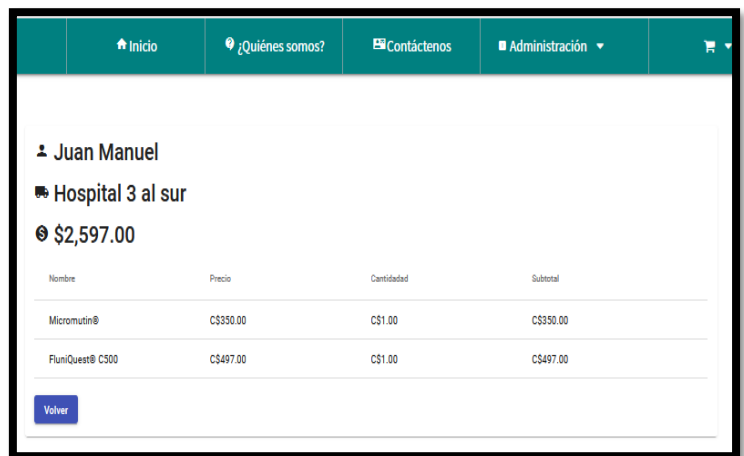 Inicio ¿Quiénes somos? Contáctenos Administración
Juan Manuel
Hospital 3 al sur
$2,597.00
Nombre Precio Cantidadad Subtotal
Micromutin® C$350.00 C$1.00 C$350.00
FluniQuest® C500 C$497.00 C$1.00 C$497.00
Volver